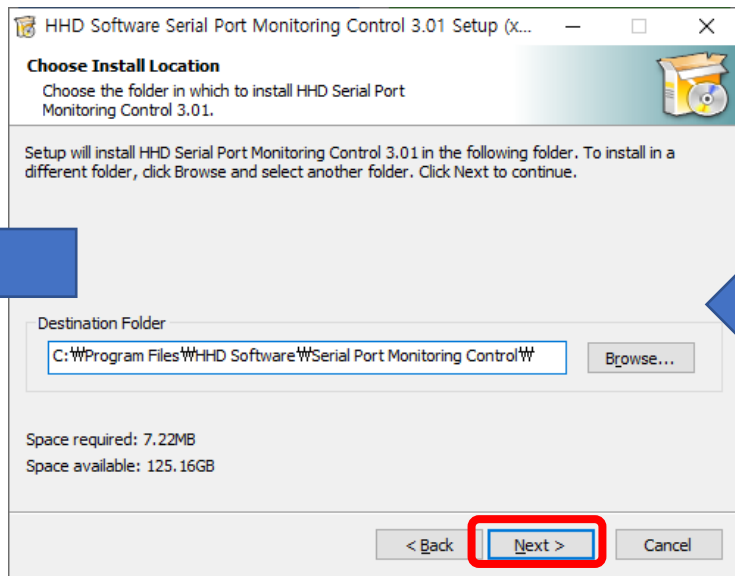 HHD Software Serial Port Monitoring Control 3.01 Setup (x...
Choose Install Location
Choose the folder in which to install HHD Serial Port
Monitoring Control 3.01.
Setup will install HHD Serial Port Monitoring Control 3.01 in the following folder. To install in a
different folder, click Browse and select another folder. Click Next to continue.
Destination Folder
C:₩Program Files₩HHD Software₩Serial Port Monitoring Control₩
Browse...
Space required: 7.22MB
Space available: 125.16GB
< Back Next > Cancel